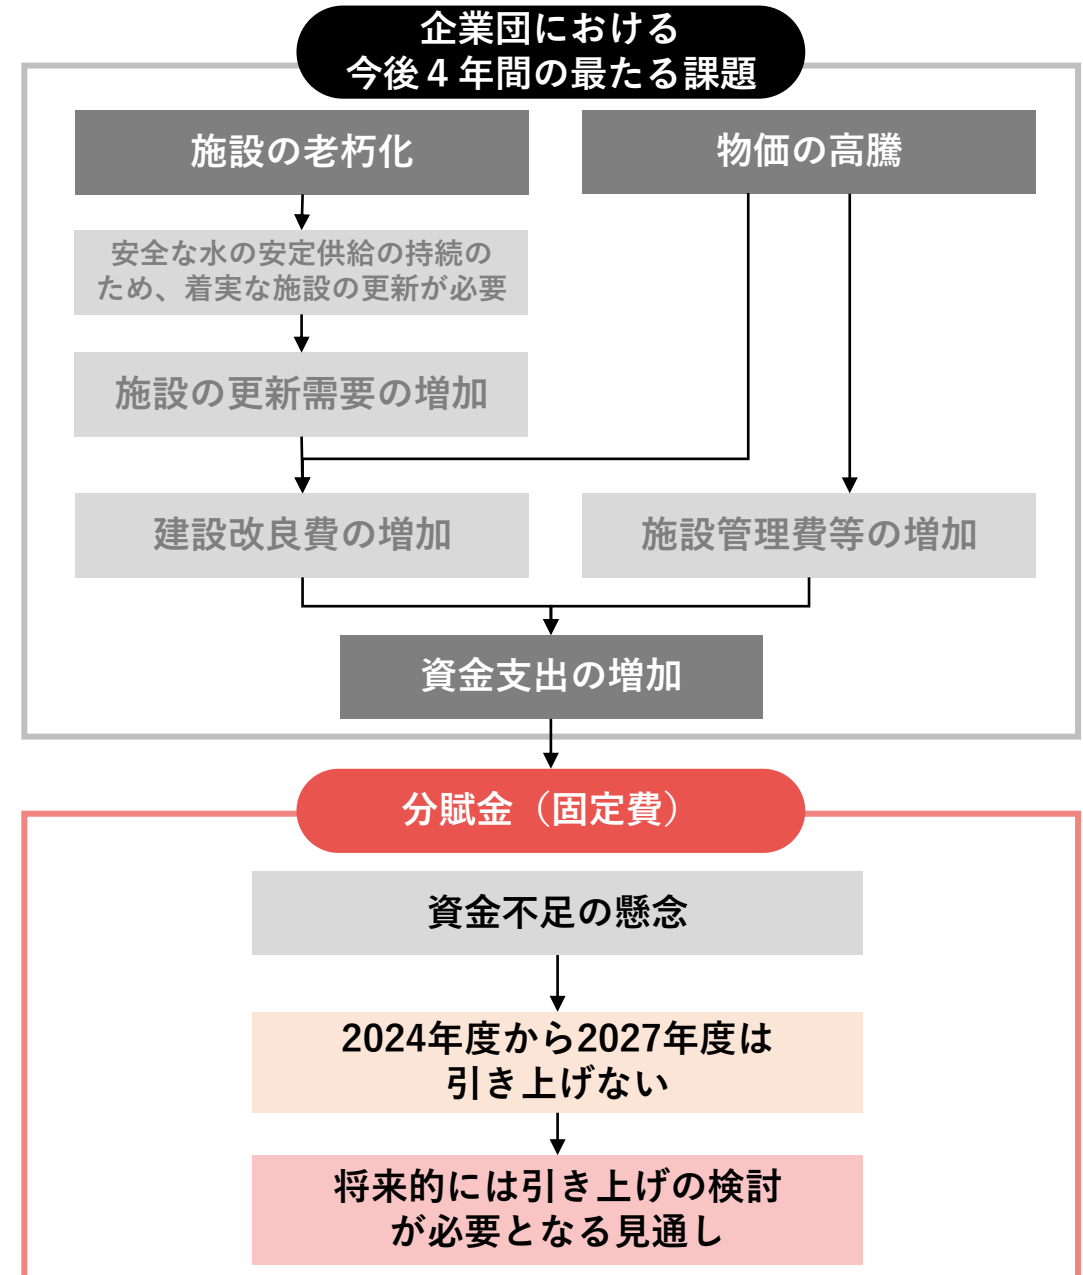 企業団における
今後４年間の最たる課題
施設の老朽化
物価の高騰
安全な水の安定供給の持続の
ため、着実な施設の更新が必要
施設の更新需要の増加
建設改良費の増加
施設管理費等の増加
資金支出の増加
分賦金（固定費）
資金不足の懸念
2024年度から2027年度は
引き上げない
将来的には引き上げの検討
が必要となる見通し